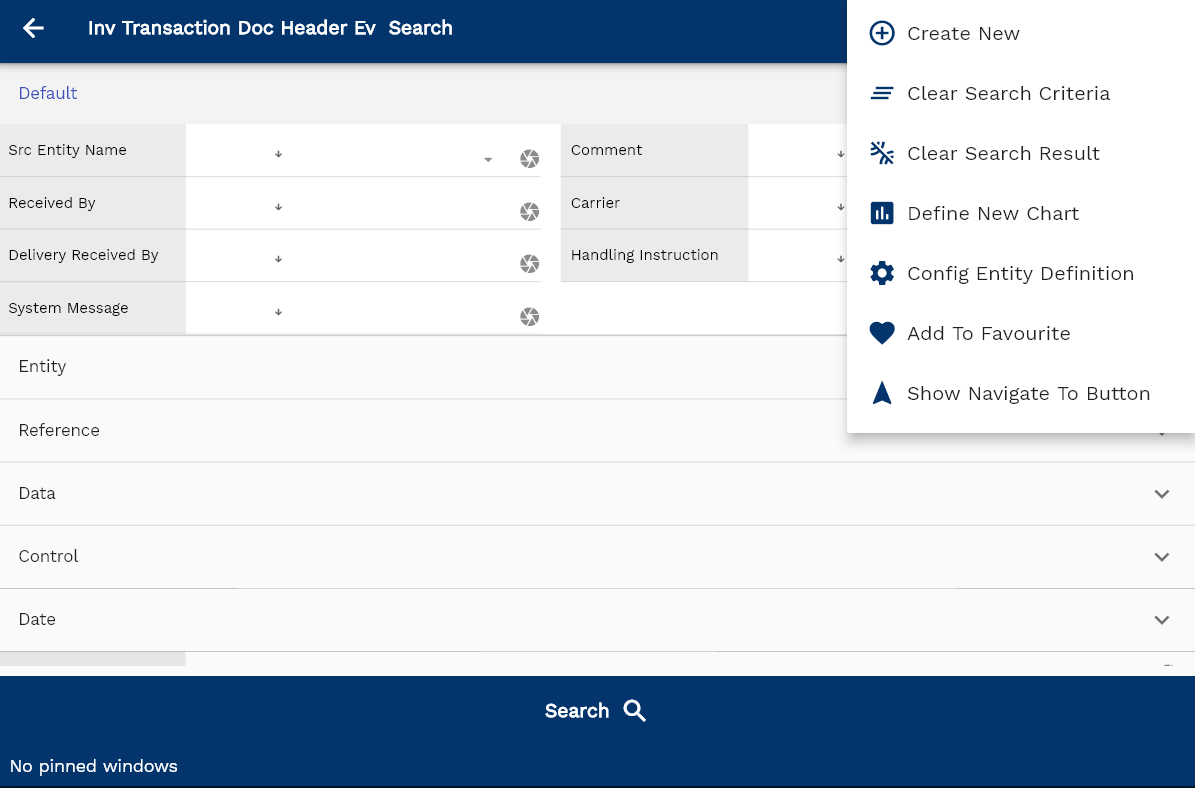 Inv Transaction Doc Header Ev  Search
Default
Src Entity Name
Comment
Received By
Carrier
Delivery Received By
Handling Instruction
System Message
Entity
Reference
Data
Control
Date
Create New
Clear Search Criteria
Clear Search Result
Define New Chart
Config Entity Definition
Add To Favourite
Show Navigate To Button
Search
No pinned windows